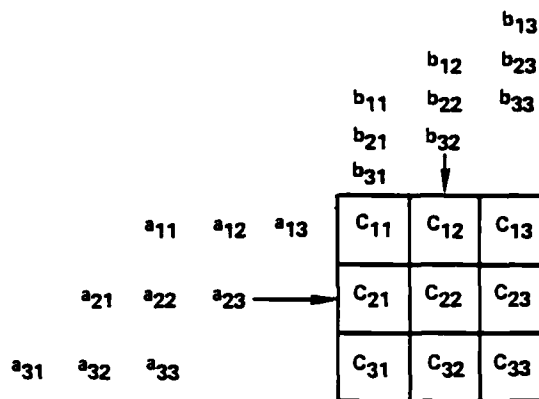 b13
b12 b23
b11 b22 b33
b21 b32
b31
a11 a12 a13 C11 C12 C13
a21 a22 a23 C21 C22 C23
a31 a32 a33 C31 C32 C33